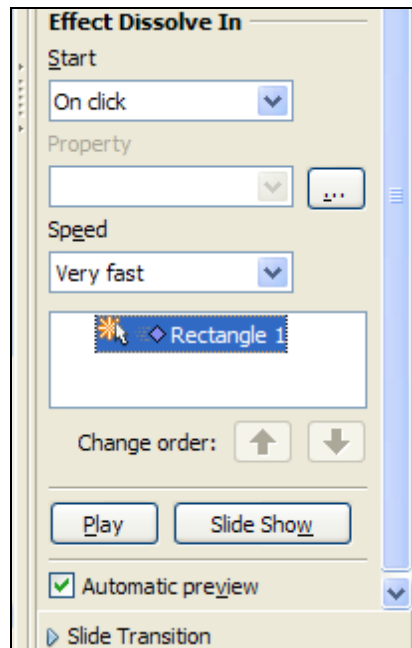 Effect Dissolve In
Start
On click
Property
...
Speed
Very fast
Rectangle 1
Change order:
Play Slide Show
Automatic preview
Slide Transition